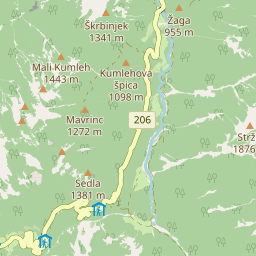 Škrbinjek
1341 m
Žaga
955 m
Mali Kumleh
1443 m
Kumlehova
špica
1098 m
Mavrinc
1272 m
206
Strž
1876
Sedla
1381 m